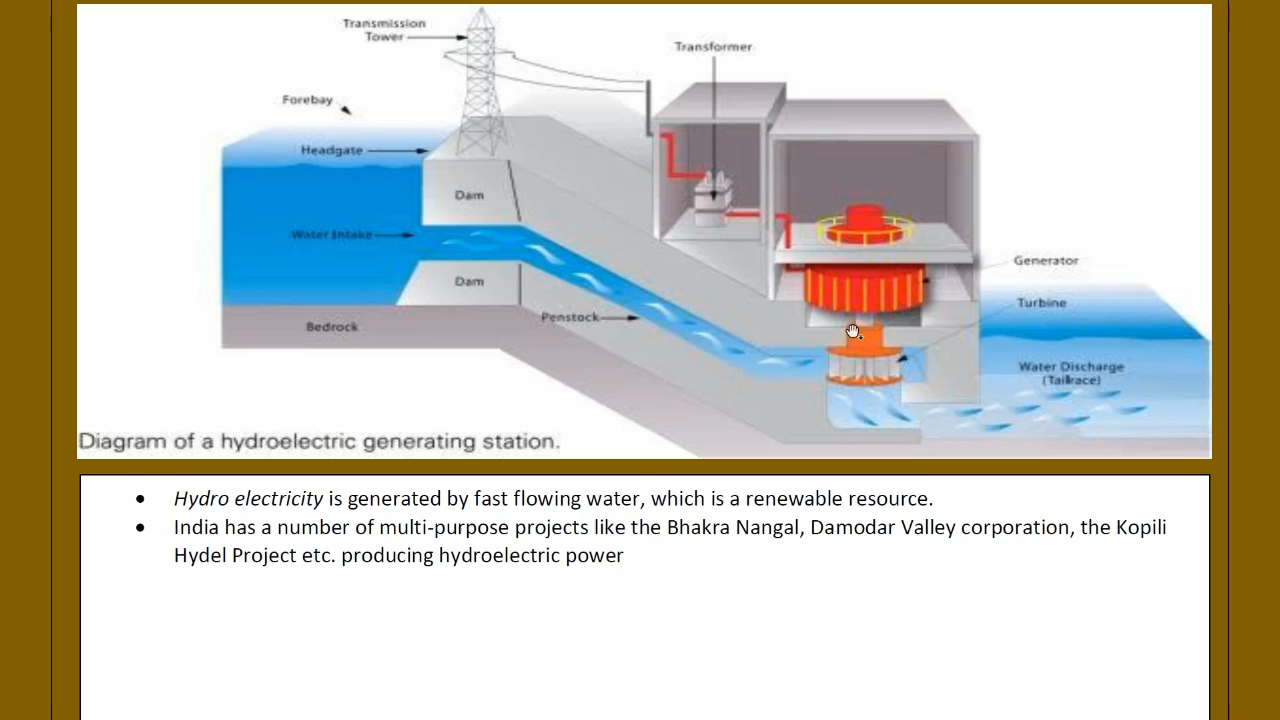 Transmission
Tower
Transformer
Forebay
Headgate
Dam
Water Intake
Generator
Dam
Turbine
Penstock
Bedrock
Water Discharge
(Tailrace)
Diagram of a hydroelectric generating station.
• Hydro electricity is generated by fast flowing water, which is a renewable resource.
• India has a number of multi-purpose projects like the Bhakra Nangal, Damodar Valley corporation, the Kopili
Hydel Project etc. producing hydroelectric power